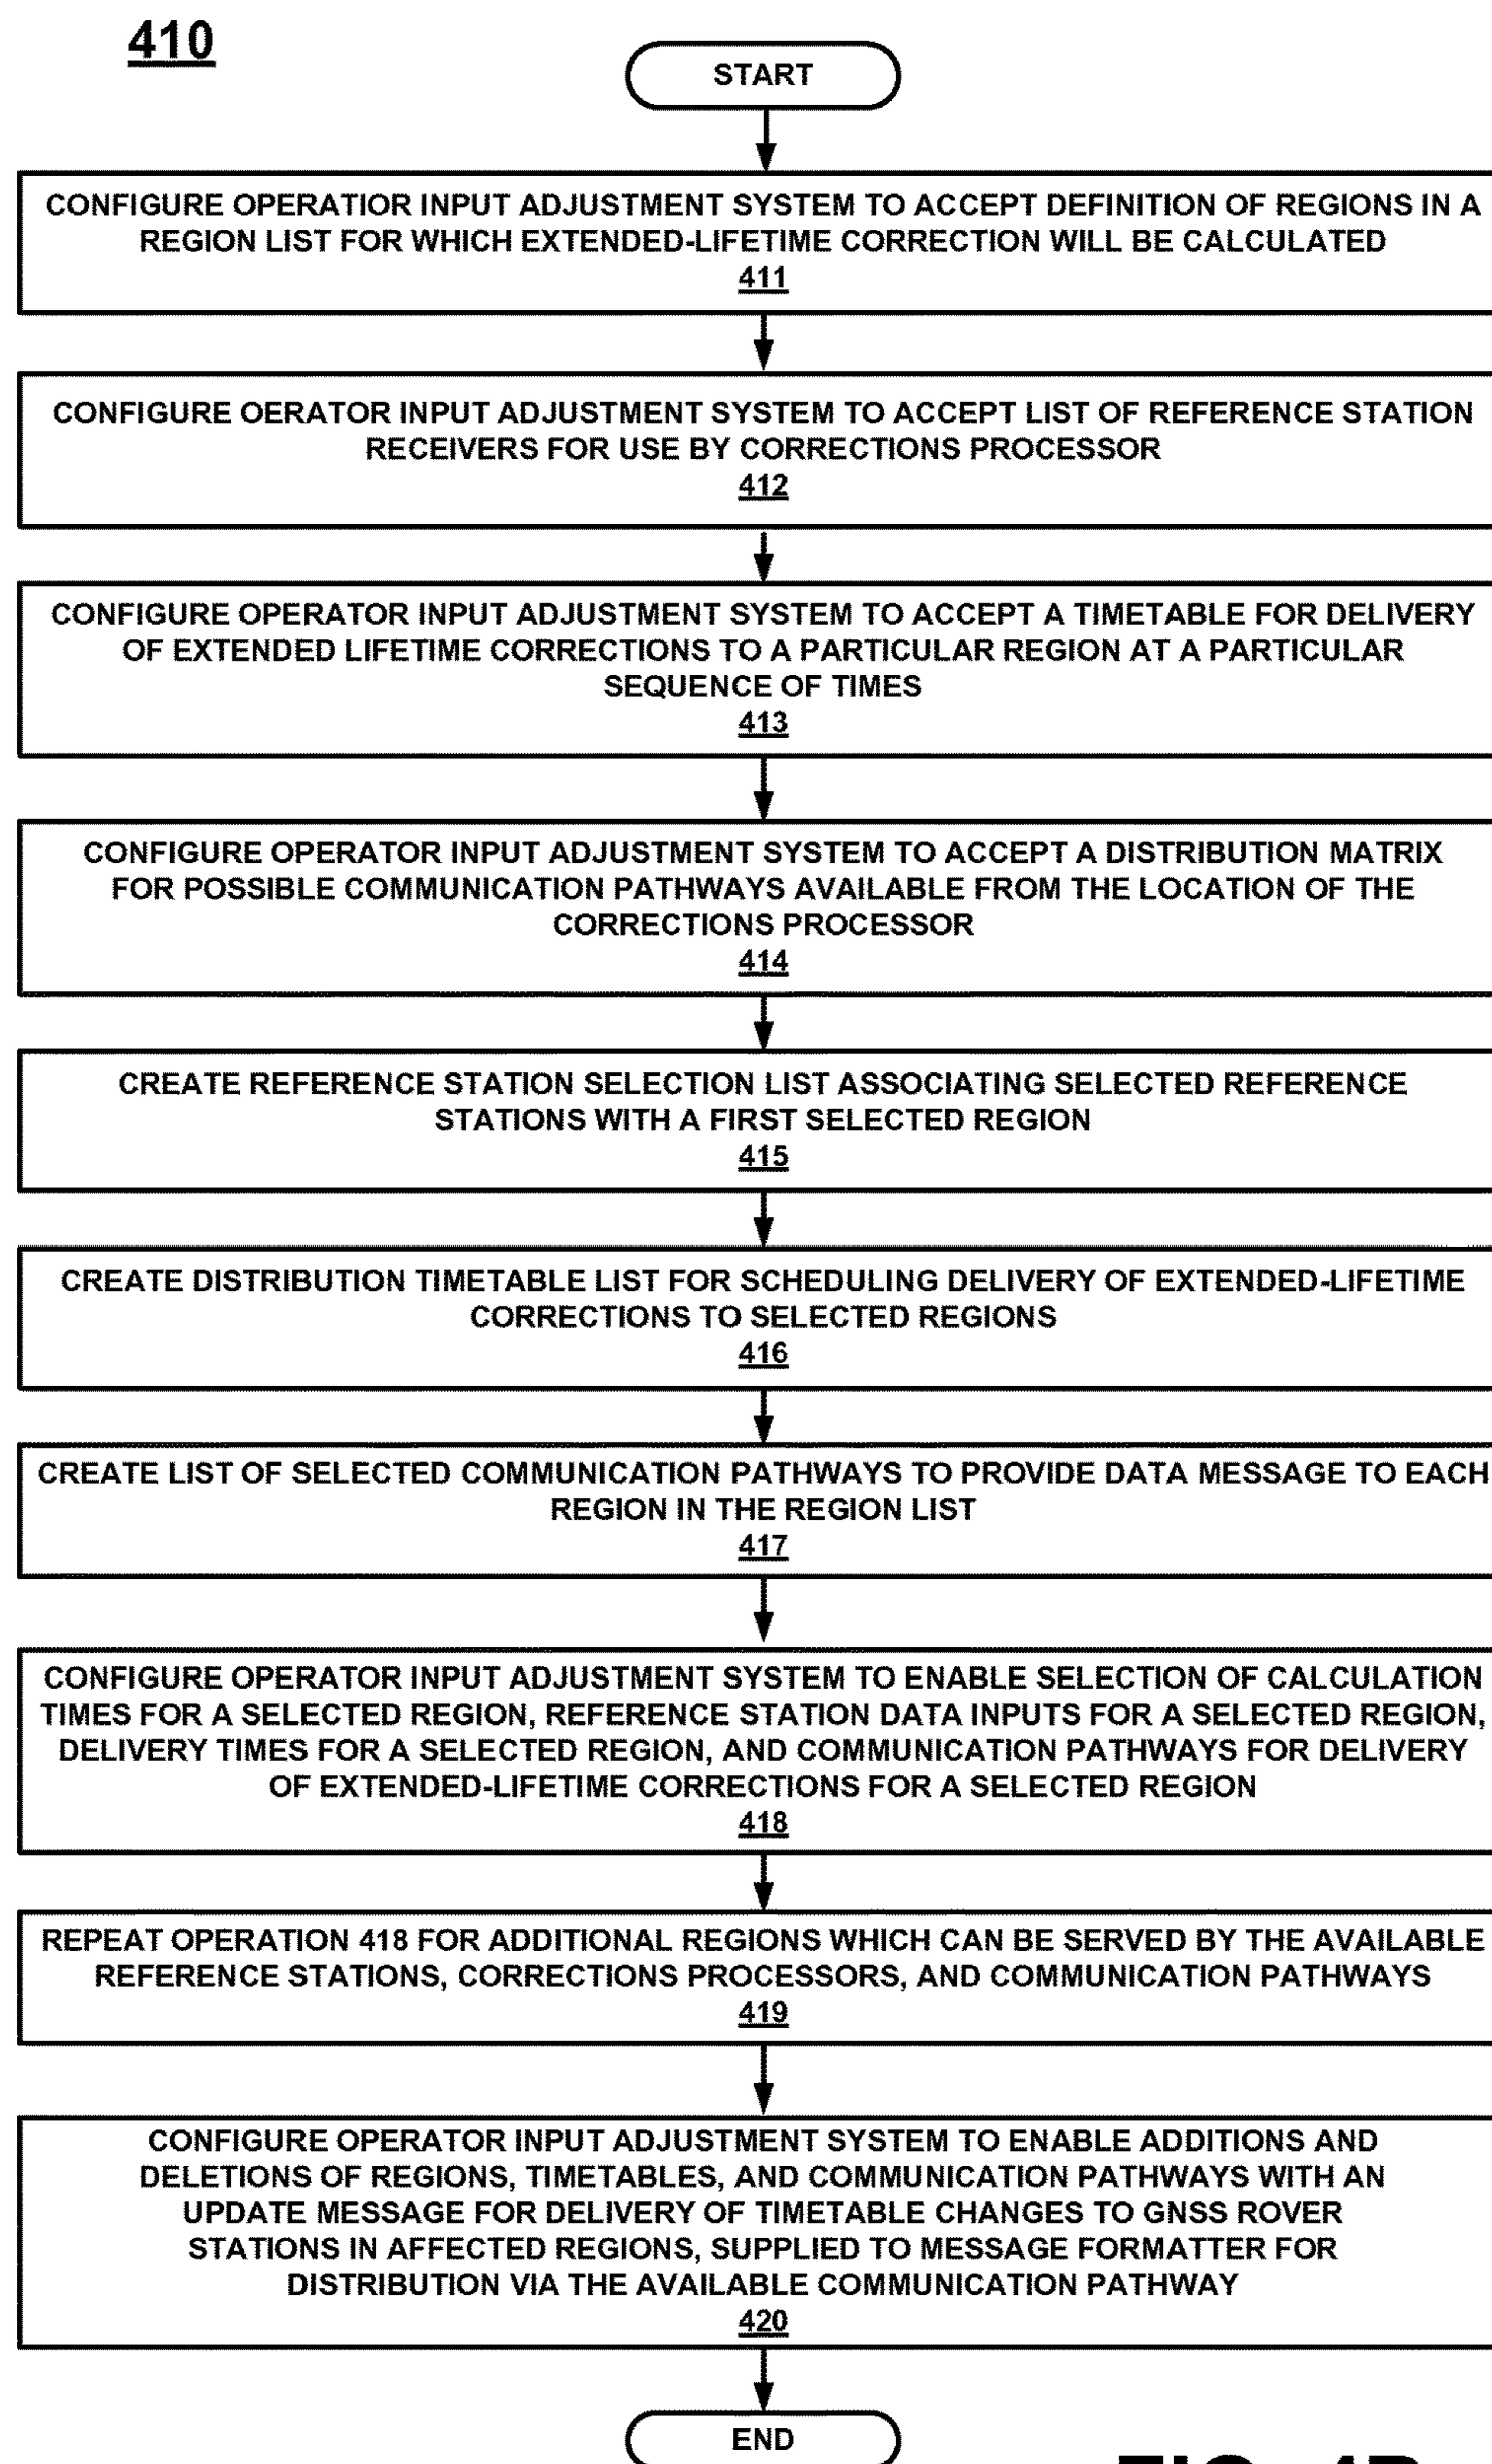 410
START
CONFIGURE OPERATIOR INPUT ADJUSTMENT SYSTEM TO ACCEPT DEFINITION OF REGIONS IN A
REGION LIST FOR WHICH EXTENDED-LIFETIME CORRECTION WILL BE CALCULATED
411
CONFIGURE OERATOR INPUT ADJUSTMENT SYSTEM TO ACCEPT LIST OF REFERENCE STATION
RECEIVERS FOR USE BY CORRECTIONS PROCESSOR
412
CONFIGURE OPERATOR INPUT ADJUSTMENT SYSTEM TO ACCEPT A TIMETABLE FOR DELIVERY
OF EXTENDED LIFETIME CORRECTIONS TO A PARTICULAR REGION AT A PARTICULAR
SEQUENCE OF TIMES
413
CONFIGURE OPERATOR INPUT ADJUSTMENT SYSTEM TO ACCEPT A DISTRIBUTION MATRIX
FOR POSSIBLE COMMUNICATION PATHWAYS AVAILABLE FROM THE LOCATION OF THE
CORRECTIONS PROCESSOR
414
CREATE REFERENCE STATION SELECTION LIST ASSOCIATING SELECTED REFERENCE
STATIONS WITH A FIRST SELECTED REGION
415
CREATE DISTRIBUTION TIMETABLE LIST FOR SCHEDULING DELIVERY OF EXTENDED-LIFETIME
CORRECTIONS TO SELECTED REGIONS
416
CREATE LIST OF SELECTED COMMUNICATION PATHWAYS TO PROVIDE DATA MESSAGE TO EACH
REGION IN THE REGION LIST
417
CONFIGURE OPERATOR INPUT ADJUSTMENT SYSTEM TO ENABLE SELECTION OF CALCULATION
TIMES FOR A SELECTED REGION, REFERENCE STATION DATA INPUTS FOR A SELECTED REGION,
DELIVERY TIMES FOR A SELECTED REGION, AND COMMUNICATION PATHWAYS FOR DELIVERY
OF EXTENDED-LIFETIME CORRECTIONS FOR A SELECTED REGION
418
REPEAT OPERATION 418 FOR ADDITIONAL REGIONS WHICH CAN BE SERVED BY THE AVAILABLE
REFERENCE STATIONS, CORRECTIONS PROCESSORS, AND COMMUNICATION PATHWAYS
419
CONFIGURE OPERATOR INPUT ADJUSTMENT SYSTEM TO ENABLE ADDITIONS AND
DELETIONS OF REGIONS, TIMETABLES, AND COMMUNICATION PATHWAYS WITH AN
UPDATE MESSAGE FOR DELIVERY OF TIMETABLE CHANGES TO GNSS ROVER
STATIONS IN AFFECTED REGIONS, SUPPLIED TO MESSAGE FORMATTER FOR
DISTRIBUTION VIA THE AVAILABLE COMMUNICATION PATHWAY
420
END